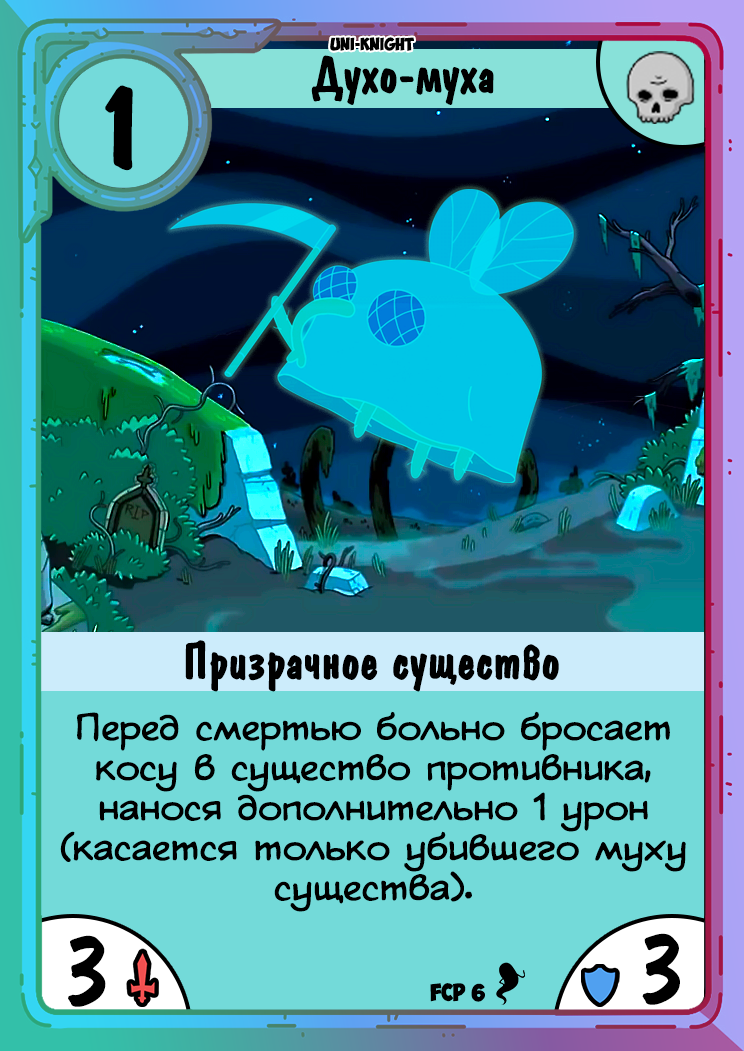 UNI-KNIGHT
1
Духо-муха
RIP
Призрачное существо
Перед смертью больно бросает
косу в существо противника,
нанося дополнительно 1 урон
(касается только убившего муху
существа).
3
FCP 6
3